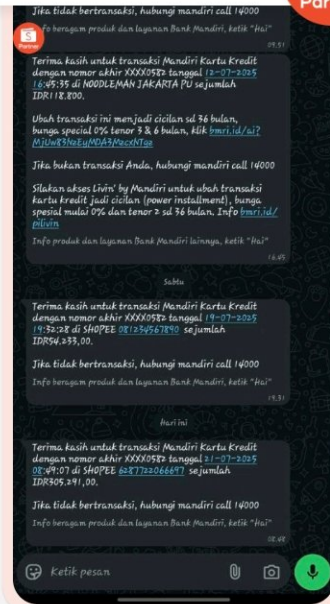 Par
Jika tidak bertransaksi, hubungi mandiri call 14000
Info beragam produk dan layanan Bank Mandiri, ketik "Hai"
09.51
S
Partner
Terima kasih untuk transaksi Mandiri Kartu Kredit
dengan nomor akhir XXXX0582 tanggal 12-07-2025
16:45:35 di NOODLEMAN JAKARTA PU sejumlah
IDR118.800.
Ubah transaksi ini menjadi cicilan sd 36 bulan,
bunga special 0% tenor 3 & 6 bulan, klik bmri.id/ai?
Jika bukan transaksi Anda, hubungi mandiri call 14000
Silakan akses Livin' by Mandiri untuk ubah transaksi
kartu kredit jadi cicilan (power installment), bunga
spesial mulai 0% dan tenor 2 sd 36 bulan. Info bmri.id/
pilivin
Info produk dan layanan Bank Mandiri lainnya, ketik "Hai"
16.45
Sabtu
Terima kasih untuk transaksi Mandiri Kartu Kredit
dengan nomor akhir XXXX0582 tanggal 19-07-2025
19:32:28 di SHOPEE 081234567890 sejumlah
IDR54.233,00.
Jika tidak bertransaksi, hubungi mandiri call 14000
Info beragam produk dan layanan Bank Mandiri, ketik "Hai"
19.31
Hari ini
Terima kasih untuk transaksi Mandiri Kartu Kredit
dengan nomor akhir XXXX0582 tanggal 21-07-2025
08:49:07 di SHOPEE 6287722066697 sejumlah
IDR305.291,00.
Jika tidak bertransaksi, hubungi mandiri call 14000
Info beragam produk dan layanan Bank Mandiri, ketik "Hai"
08.48
Ketik pesan